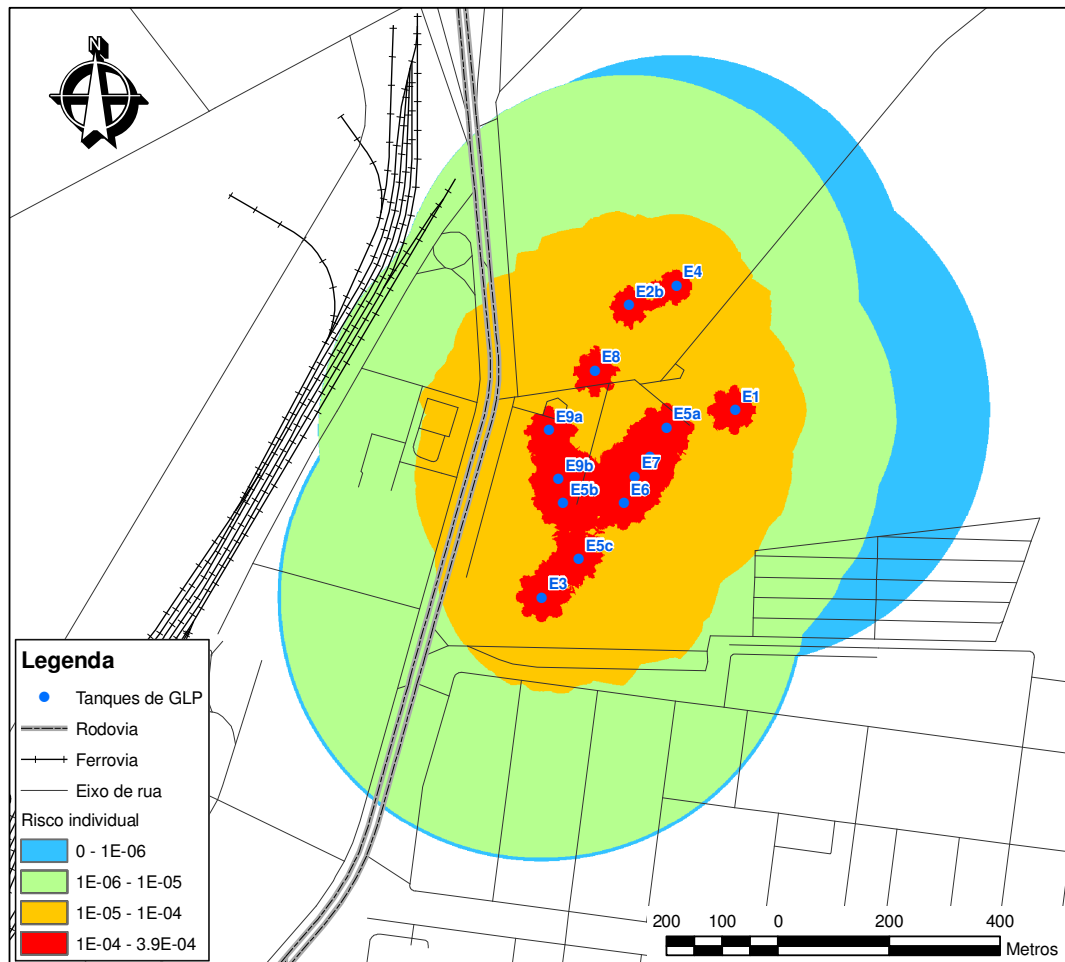 N
E4
E2b
E8
E1
E9a
E5a
E7
E9b
E5b
E6
E5c
E3
Legenda
Tanques de GLP
Rodovia
Ferrovia
Eixo de rua
Risco individual
0 - 1E-06
1E-06 - 1E-05
1E-05 - 1E-04
1E-04 - 3.9E-04
200 100 0 200 400
Metros